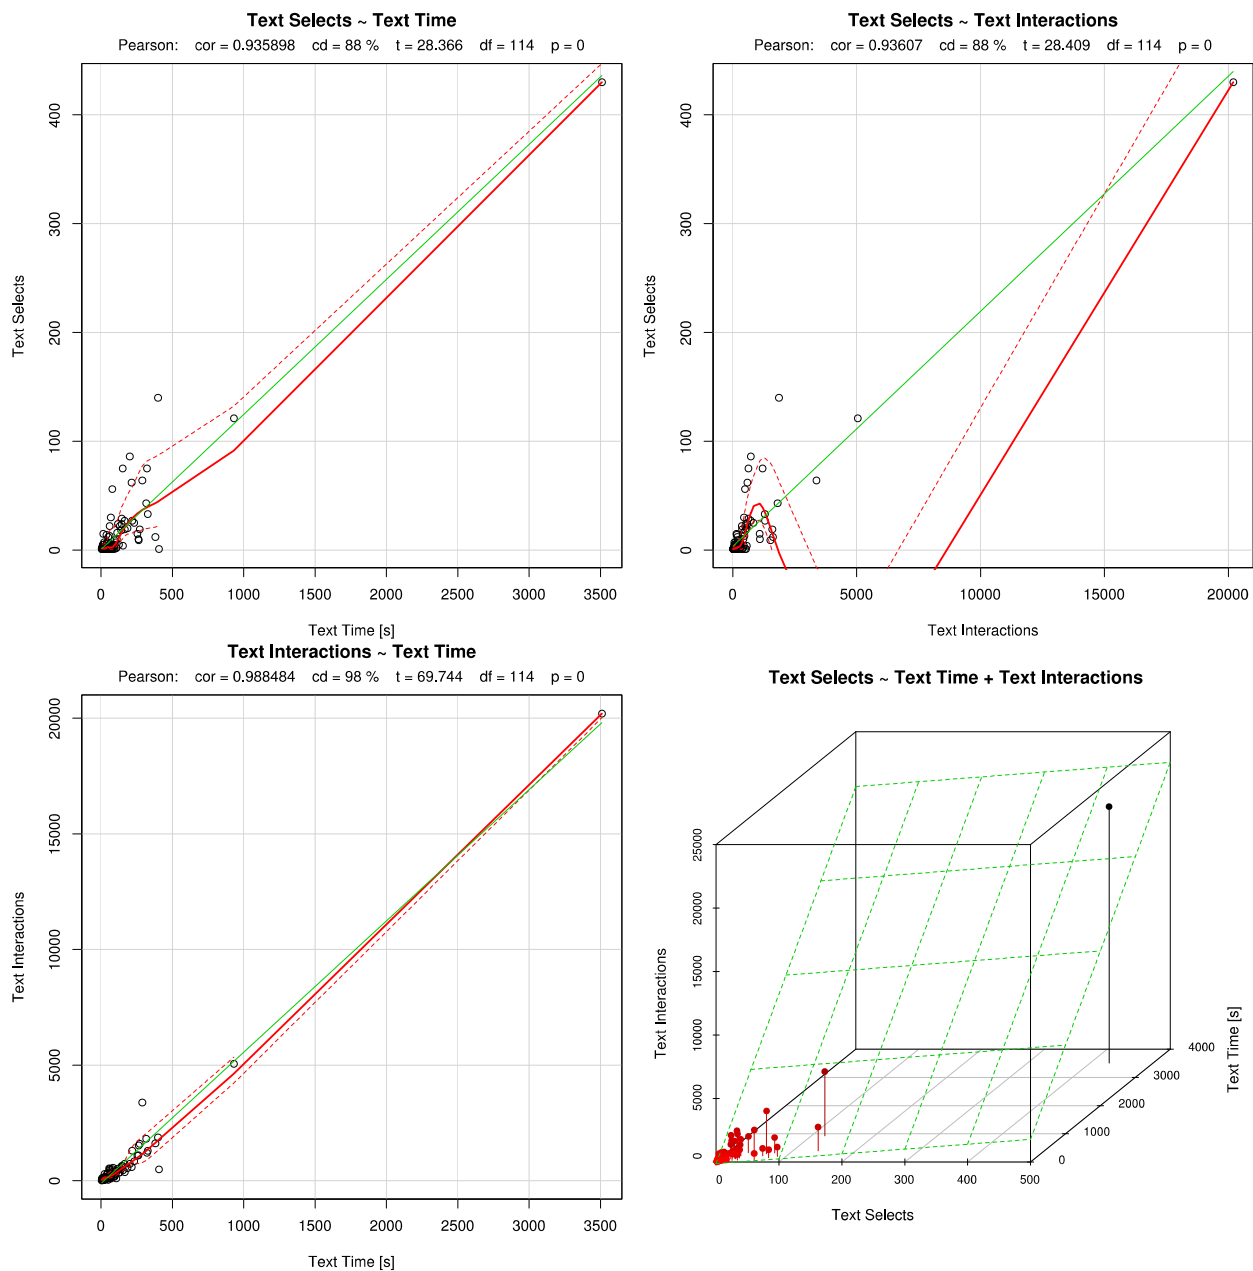 Text Selects ~ Text Time
Pearson: cor = 0.935898 cd = 88 % t = 28.366 df = 114 p = 0
400
300
200
100
0
Text Selects
0 500 1000 1500 2000 2500 3000 3500
Text Time [s]
Text Selects ~ Text Interactions
Pearson: cor = 0.93607 cd = 88 % t = 28.409 df = 114 p = 0
400
300
200
100
0
Text Selects
0 5000 10000 15000 20000
Text Interactions
Text Interactions ~ Text Time
Pearson: cor = 0.988484 cd = 98 % t = 69.744 df = 114 p = 0
20000
15000
10000
5000
0
Text Interactions
0 500 1000 1500 2000 2500 3000 3500
Text Time [s]
Text Selects ~ Text Time + Text Interactions
25000
20000
15000
10000
5000
0
Text Interactions
4000
3000
2000
1000
0
Text Time [s]
0 100 200 300 400 500
Text Selects